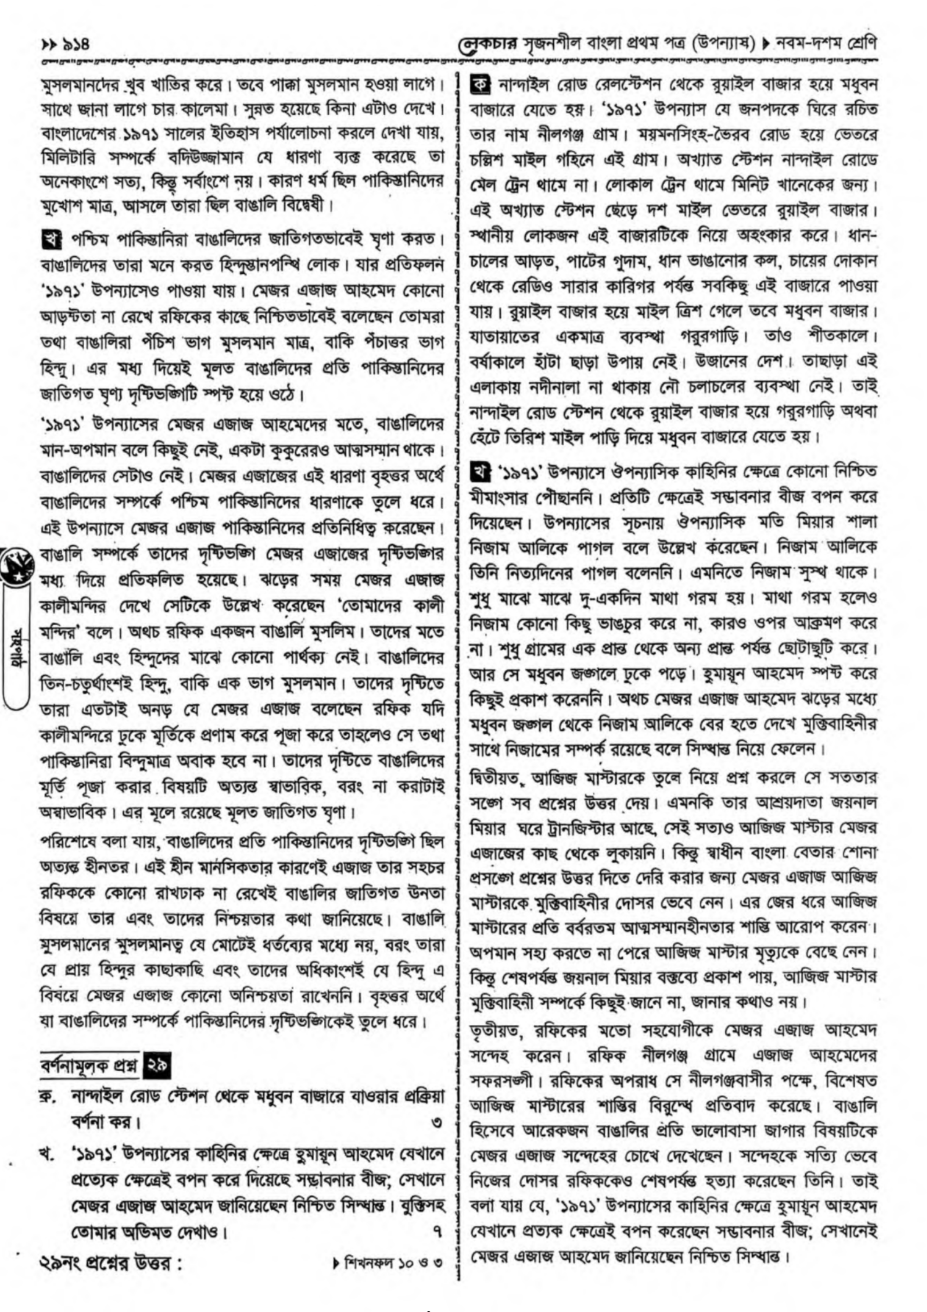 ▶▶ ৯১৪
লেকচার সৃজনশীল বাংলা প্রথম পত্র (উপন্যাষ) ▶ নবম-দশম শ্রেণি
মুসলমানদের খুব খাতির করে। তবে পাক্কা মুসলমান হওয়া লাগে।
সাথে জানা লাগে চার কালেমা। সুন্নত হয়েছে কিনা এটাও দেখে।
বাংলাদেশের ১৯৭১ সালের ইতিহাস পর্যালোচনা করলে দেখা যায়,
মিলিটারি সম্পর্কে বদিউজ্জামান যে ধারণা ব্যক্ত করেছে তা
অনেকাংশে সত্য, কিন্তু সর্বাংশে নয়। কারণ ধর্ম ছিল পাকিস্তানিদের
মুখোশ মাত্র, আসলে তারা ছিল বাঙালি বিদ্বেষী।
খ পশ্চিম পাকিস্তানিরা বাঙালিদের জাতিগতভাবেই ঘৃণা করত।
বাঙালিদের তারা মনে করত হিন্দুস্তানপন্থি লোক। যার প্রতিফলন
'১৯৭১' উপন্যাসেও পাওয়া যায়। মেজর এজাজ আহমেদ কোনো
আড়ষ্টতা না রেখে রফিকের কাছে নিশ্চিতভাবেই বলেছেন তোমরা
তথা বাঙালিরা পঁচিশ ভাগ মুসলমান মাত্র, বাকি পঁচাত্তর ভাগ
হিন্দু। এর মধ্য দিয়েই মূলত বাঙালিদের প্রতি পাকিস্তানিদের
জাতিগত ঘৃণ্য দৃষ্টিভঙ্গিটি স্পষ্ট হয়ে ওঠে।
'১৯৭১' উপন্যাসের মেজর এজাজ আহমেদের মতে, বাঙালিদের
মান-অপমান বলে কিছুই নেই, একটা কুকুরেরও আত্মসম্মান থাকে।
বাঙালিদের সেটাও নেই। মেজর এজাজের এই ধারণা বৃহত্তর অর্থে
বাঙালিদের সম্পর্কে পশ্চিম পাকিস্তানিদের ধারণাকে তুলে ধরে।
এই উপন্যাসে মেজর এজাজ পাকিস্তানিদের প্রতিনিধিত্ব করেছেন।
বাঙালি সম্পর্কে তাদের দৃষ্টিভঙ্গি মেজর এজাজের দৃষ্টিভঙ্গির
মধ্য দিয়ে প্রতিফলিত হয়েছে। ঝড়ের সময় মেজর এজাজ
কালীমন্দির দেখে সেটিকে উল্লেখ করেছেন 'তোমাদের কালী
মন্দির' বলে। অথচ রফিক একজন বাঙালি মুসলিম। তাদের মতে
বাঙালি এবং হিন্দুদের মাঝে কোনো পার্থক্য নেই। বাঙালিদের
তিন-চতুর্থাংশই হিন্দু, বাকি এক ভাগ মুসলমান। তাদের দৃষ্টিতে
তারা এতটাই অনড় যে মেজর এজাজ বলেছেন রফিক যদি
কালীমন্দিরে ঢুকে মূর্তিকে প্রণাম করে পূজা করে তাহলেও সে তথা
পাকিস্তানিরা বিন্দুমাত্র অবাক হবে না। তাদের দৃষ্টিতে বাঙালিদের
মূর্তি পূজা করার বিষয়টি অত্যন্ত স্বাভাবিক, বরং না করাটাই
অস্বাভাবিক। এর মূলে রয়েছে মূলত জাতিগত ঘৃণা।
পরিশেষে বলা যায়, বাঙালিদের প্রতি পাকিস্তানিদের দৃষ্টিভঙ্গি ছিল
অত্যন্ত হীনতর। এই হীন মানসিকতার কারণেই এজাজ তার সহচর
রফিককে কোনো রাখঢাক না রেখেই বাঙালির জাতিগত ঊনতা
বিষয়ে তার এবং তাদের নিশ্চয়তার কথা জানিয়েছে। বাঙালি
মুসলমানের মুসলমানত্ব যে মোটেই ধর্তব্যের মধ্যে নয়, বরং তারা
যে প্রায় হিন্দুর কাছাকাছি এবং তাদের অধিকাংশই যে হিন্দু এ
বিষয়ে মেজর এজাজ কোনো অনিশ্চয়তা রাখেননি। বৃহত্তর অর্থে
যা বাঙালিদের সম্পর্কে পাকিস্তানিদের দৃষ্টিভঙ্গিকেই তুলে ধরে।
বর্ণনামূলক প্রশ্ন ২৯
ক. নান্দাইল রোড স্টেশন থেকে মধুবন বাজারে যাওয়ার প্রক্রিয়া
বর্ণনা কর। ৩
খ. '১৯৭১' উপন্যাসের কাহিনির ক্ষেত্রে হুমায়ূন আহমেদ যেখানে
প্রত্যেক ক্ষেত্রেই বপন করে দিয়েছে সম্ভাবনার বীজ; সেখানে
মেজর এজাজ আহমেদ জানিয়েছেন নিশ্চিত সিদ্ধান্ত। যুক্তিসহ
তোমার অভিমত দেখাও। ৭
২৯নং প্রশ্নের উত্তর : ▶ শিখনফল ১০ ও ৩
ক নান্দাইল রোড রেলস্টেশন থেকে রুয়াইল বাজার হয়ে মধুবন
বাজারে যেতে হয়। '১৯৭১' উপন্যাস যে জনপদকে ঘিরে রচিত
তার নাম নীলগঞ্জ গ্রাম। ময়মনসিংহ-ভৈরব রোড হয়ে ভেতরে
চল্লিশ মাইল গহিনে এই গ্রাম। অখ্যাত স্টেশন নান্দাইল রোডে
মেল ট্রেন থামে না। লোকাল ট্রেন থামে মিনিট খানেকের জন্য।
এই অখ্যাত স্টেশন ছেড়ে দশ মাইল ভেতরে রুয়াইল বাজার।
স্থানীয় লোকজন এই বাজারটিকে নিয়ে অহংকার করে। ধান-
চালের আড়ত, পাটের গুদাম, ধান ভাঙানোর কল, চায়ের দোকান
থেকে রেডিও সারার কারিগর পর্যন্ত সবকিছু এই বাজারে পাওয়া
যায়। রুয়াইল বাজার হয়ে মাইল ত্রিশ গেলে তবে মধুবন বাজার।
যাতায়াতের একমাত্র ব্যবস্থা গরুরগাড়ি। তাও শীতকালে।
বর্ষাকালে হাঁটা ছাড়া উপায় নেই। উজানের দেশ। তাছাড়া এই
এলাকায় নদীনালা না থাকায় নৌ চলাচলের ব্যবস্থা নেই। তাই
নান্দাইল রোড স্টেশন থেকে রুয়াইল বাজার হয়ে গরুরগাড়ি অথবা
হেঁটে তিরিশ মাইল পাড়ি দিয়ে মধুবন বাজারে যেতে হয়।
খ '১৯৭১' উপন্যাসে ঔপন্যাসিক কাহিনির ক্ষেত্রে কোনো নিশ্চিত
মীমাংসার পৌঁছাননি। প্রতিটি ক্ষেত্রেই সম্ভাবনার বীজ বপন করে
দিয়েছেন। উপন্যাসের সূচনায় ঔপন্যাসিক মতি মিয়ার শালা
নিজাম আলিকে পাগল বলে উল্লেখ করেছেন। নিজাম আলিকে
তিনি নিত্যদিনের পাগল বলেননি। এমনিতে নিজাম সুস্থ থাকে।
শুধু মাঝে মাঝে দু-একদিন মাথা গরম হয়। মাথা গরম হলেও
নিজাম কোনো কিছু ভাঙচুর করে না, কারও ওপর আক্রমণ করে
না। শুধু গ্রামের এক প্রান্ত থেকে অন্য প্রান্ত পর্যন্ত ছোটাছুটি করে।
আর সে মধুবন জঙ্গলে ঢুকে পড়ে। হুমায়ূন আহমেদ স্পষ্ট করে
কিছুই প্রকাশ করেননি। অথচ মেজর এজাজ আহমেদ ঝড়ের মধ্যে
মধুবন জঙ্গল থেকে নিজাম আলিকে বের হতে দেখে মুক্তিবাহিনীর
সাথে নিজামের সম্পর্ক রয়েছে বলে সিদ্ধান্ত নিয়ে ফেলেন।
দ্বিতীয়ত, আজিজ মাস্টারকে তুলে নিয়ে প্রশ্ন করলে সে সততার
সঙ্গে সব প্রশ্নের উত্তর দেয়। এমনকি তার আশ্রয়দাতা জয়নাল
মিয়ার ঘরে ট্রানজিস্টার আছে, সেই সত্যও আজিজ মাস্টার মেজর
এজাজের কাছ থেকে লুকায়নি। কিন্তু স্বাধীন বাংলা বেতার শোনা
প্রসঙ্গে প্রশ্নের উত্তর দিতে দেরি করার জন্য মেজর এজাজ আজিজ
মাস্টারকে মুক্তিবাহিনীর দোসর ভেবে নেন। এর জের ধরে আজিজ
মাস্টারের প্রতি বর্বরতম আত্মসম্মানহীনতার শাস্তি আরোপ করেন।
অপমান সহ্য করতে না পেরে আজিজ মাস্টার মৃত্যুকে বেছে নেন।
কিন্তু শেষপর্যন্ত জয়নাল মিয়ার বক্তব্যে প্রকাশ পায়, আজিজ মাস্টার
মুক্তিবাহিনী সম্পর্কে কিছুই জানে না, জানার কথাও নয়।
তৃতীয়ত, রফিকের মতো সহযোগীকে মেজর এজাজ আহমেদ
সন্দেহ করেন। রফিক নীলগঞ্জ গ্রামে এজাজ আহমেদের
সফরসঙ্গী। রফিকের অপরাধ সে নীলগঞ্জবাসীর পক্ষে, বিশেষত
আজিজ মাস্টারের শাস্তির বিরুদ্ধে প্রতিবাদ করেছে। বাঙালি
হিসেবে আরেকজন বাঙালির প্রতি ভালোবাসা জাগার বিষয়টিকে
মেজর এজাজ সন্দেহের চোখে দেখেছেন। সন্দেহকে সত্যি ভেবে
নিজের দোসর রফিককেও শেষপর্যন্ত হত্যা করেছেন তিনি। তাই
বলা যায় যে, '১৯৭১' উপন্যাসের কাহিনির ক্ষেত্রে হুমায়ূন আহমেদ
যেখানে প্রত্যক ক্ষেত্রেই বপন করেছেন সম্ভাবনার বীজ; সেখানেই
মেজর এজাজ আহমেদ জানিয়েছেন নিশ্চিত সিদ্ধান্ত।
সহপাঠ